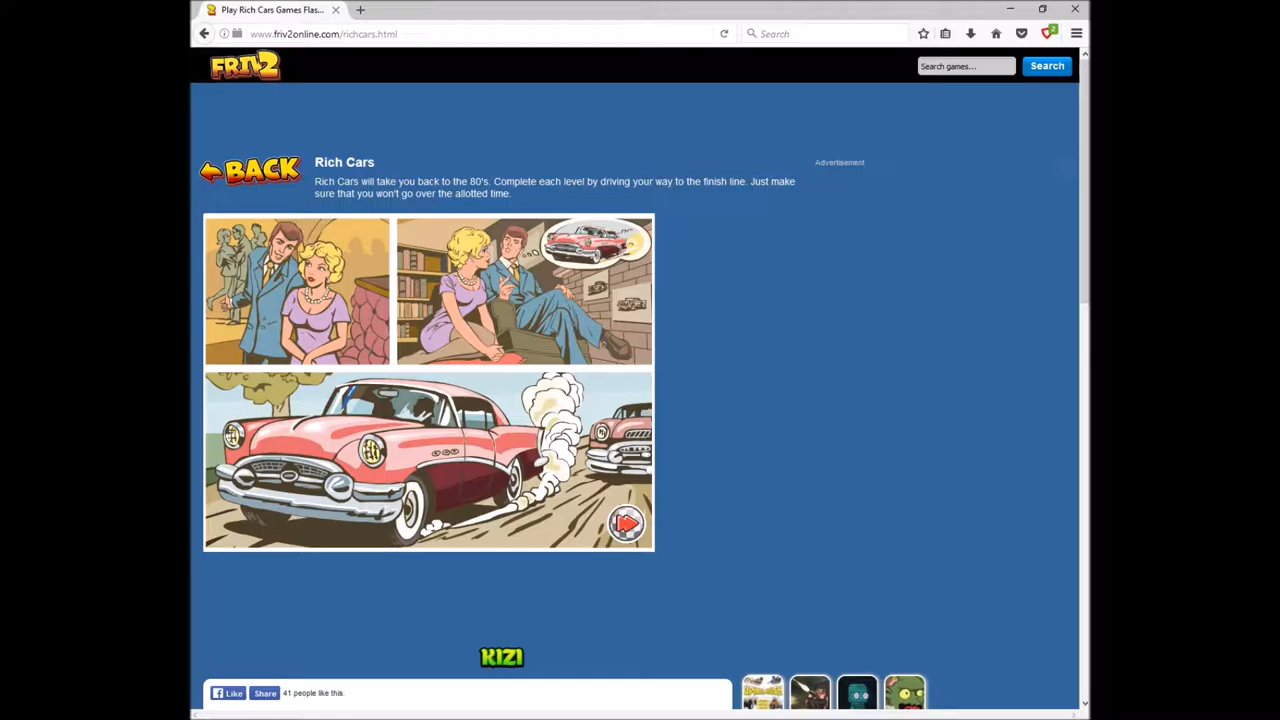 Play Rich Cars Games Flas...
www.friv2online.com/richcars.html
Search
2
FRIV2
Search games...
Search
BACK
Rich Cars
Advertisement
Rich Cars will take you back to the 80's. Complete each level by driving your way to the finish line. Just make
sure that you won't go over the allotted time.
KIZI
Like
Share
41 people like this.